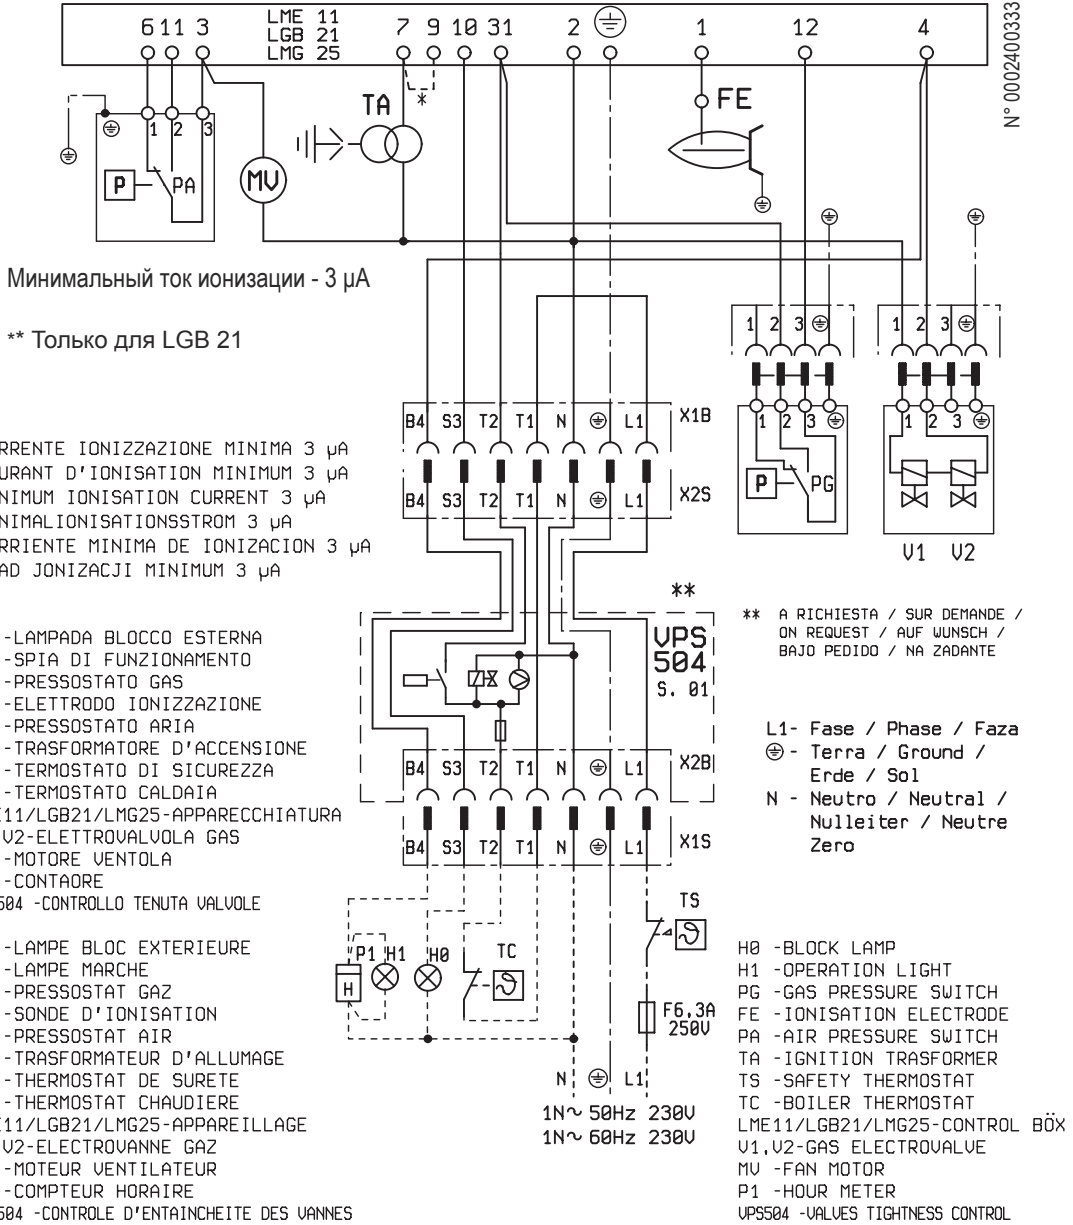 N° 0002400333
LME 11
LGB 21
LMG 25
6 11 3 7 9 10 31 2 1 12 4
*
TA
FE
1 2 3
P
PA
MV
Минимальный ток ионизации - 3 µA
** Только для LGB 21
1 2 3
1 2 3
1 2 3
1 2 3
P
PG
V1 V2
B4 S3 T2 T1 N L1
X1B
B4 S3 T2 T1 N L1
X2S
RRENTE IONIZZAZIONE MINIMA 3 µA
URANT D'IONISATION MINIMUM 3 µA
NIMUM IONISATION CURRENT 3 µA
NIMALIONISATIONSSTROM 3 µA
RRIENTE MINIMA DE IONIZACION 3 µA
AD JONIZACJI MINIMUM 3 µA
**
VPS
504
S. 01
** A RICHIESTA / SUR DEMANDE /
ON REQUEST / AUF WUNSCH /
BAJO PEDIDO / NA ZADANTE
L1- Fase / Phase / Faza
- Terra / Ground /
Erde / Sol
N - Neutro / Neutral /
Nulleiter / Neutre
Zero
-LAMPADA BLOCCO ESTERNA
-SPIA DI FUNZIONAMENTO
-PRESSOSTATO GAS
-ELETTRODO IONIZZAZIONE
-PRESSOSTATO ARIA
-TRASFORMATORE D'ACCENSIONE
-TERMOSTATO DI SICUREZZA
-TERMOSTATO CALDAIA
E11/LGB21/LMG25-APPARECCHIATURA
,V2-ELETTROVALVOLA GAS
-MOTORE VENTOLA
-CONTAORE
504 -CONTROLLO TENUTA VALVOLE
B4 S3 T2 T1 N L1
X2B
B4 S3 T2 T1 N L1
X1S
P1 H1 H0 TC TS
H
F6,3A
250V
N L1
1N~ 50Hz 230V
1N~ 60Hz 230V
-LAMPE BLOC EXTERIEURE
-LAMPE MARCHE
-PRESSOSTAT GAZ
-SONDE D'IONISATION
-PRESSOSTAT AIR
-TRASFORMATEUR D'ALLUMAGE
-THERMOSTAT DE SURETE
-THERMOSTAT CHAUDIERE
E11/LGB21/LMG25-APPAREILLAGE
,V2-ELECTROVANNE GAZ
-MOTEUR VENTILATEUR
-COMPTEUR HORAIRE
504 -CONTROLE D'ENTAINCHEITE DES VANNES
H0 -BLOCK LAMP
H1 -OPERATION LIGHT
PG -GAS PRESSURE SWITCH
FE -IONISATION ELECTRODE
PA -AIR PRESSURE SWITCH
TA -IGNITION TRASFORMER
TS -SAFETY THERMOSTAT
TC -BOILER THERMOSTAT
LME11/LGB21/LMG25-CONTROL BÖX
V1,V2-GAS ELECTROVALVE
MV -FAN MOTOR
P1 -HOUR METER
VPS504 -VALVES TIGHTNESS CONTROL